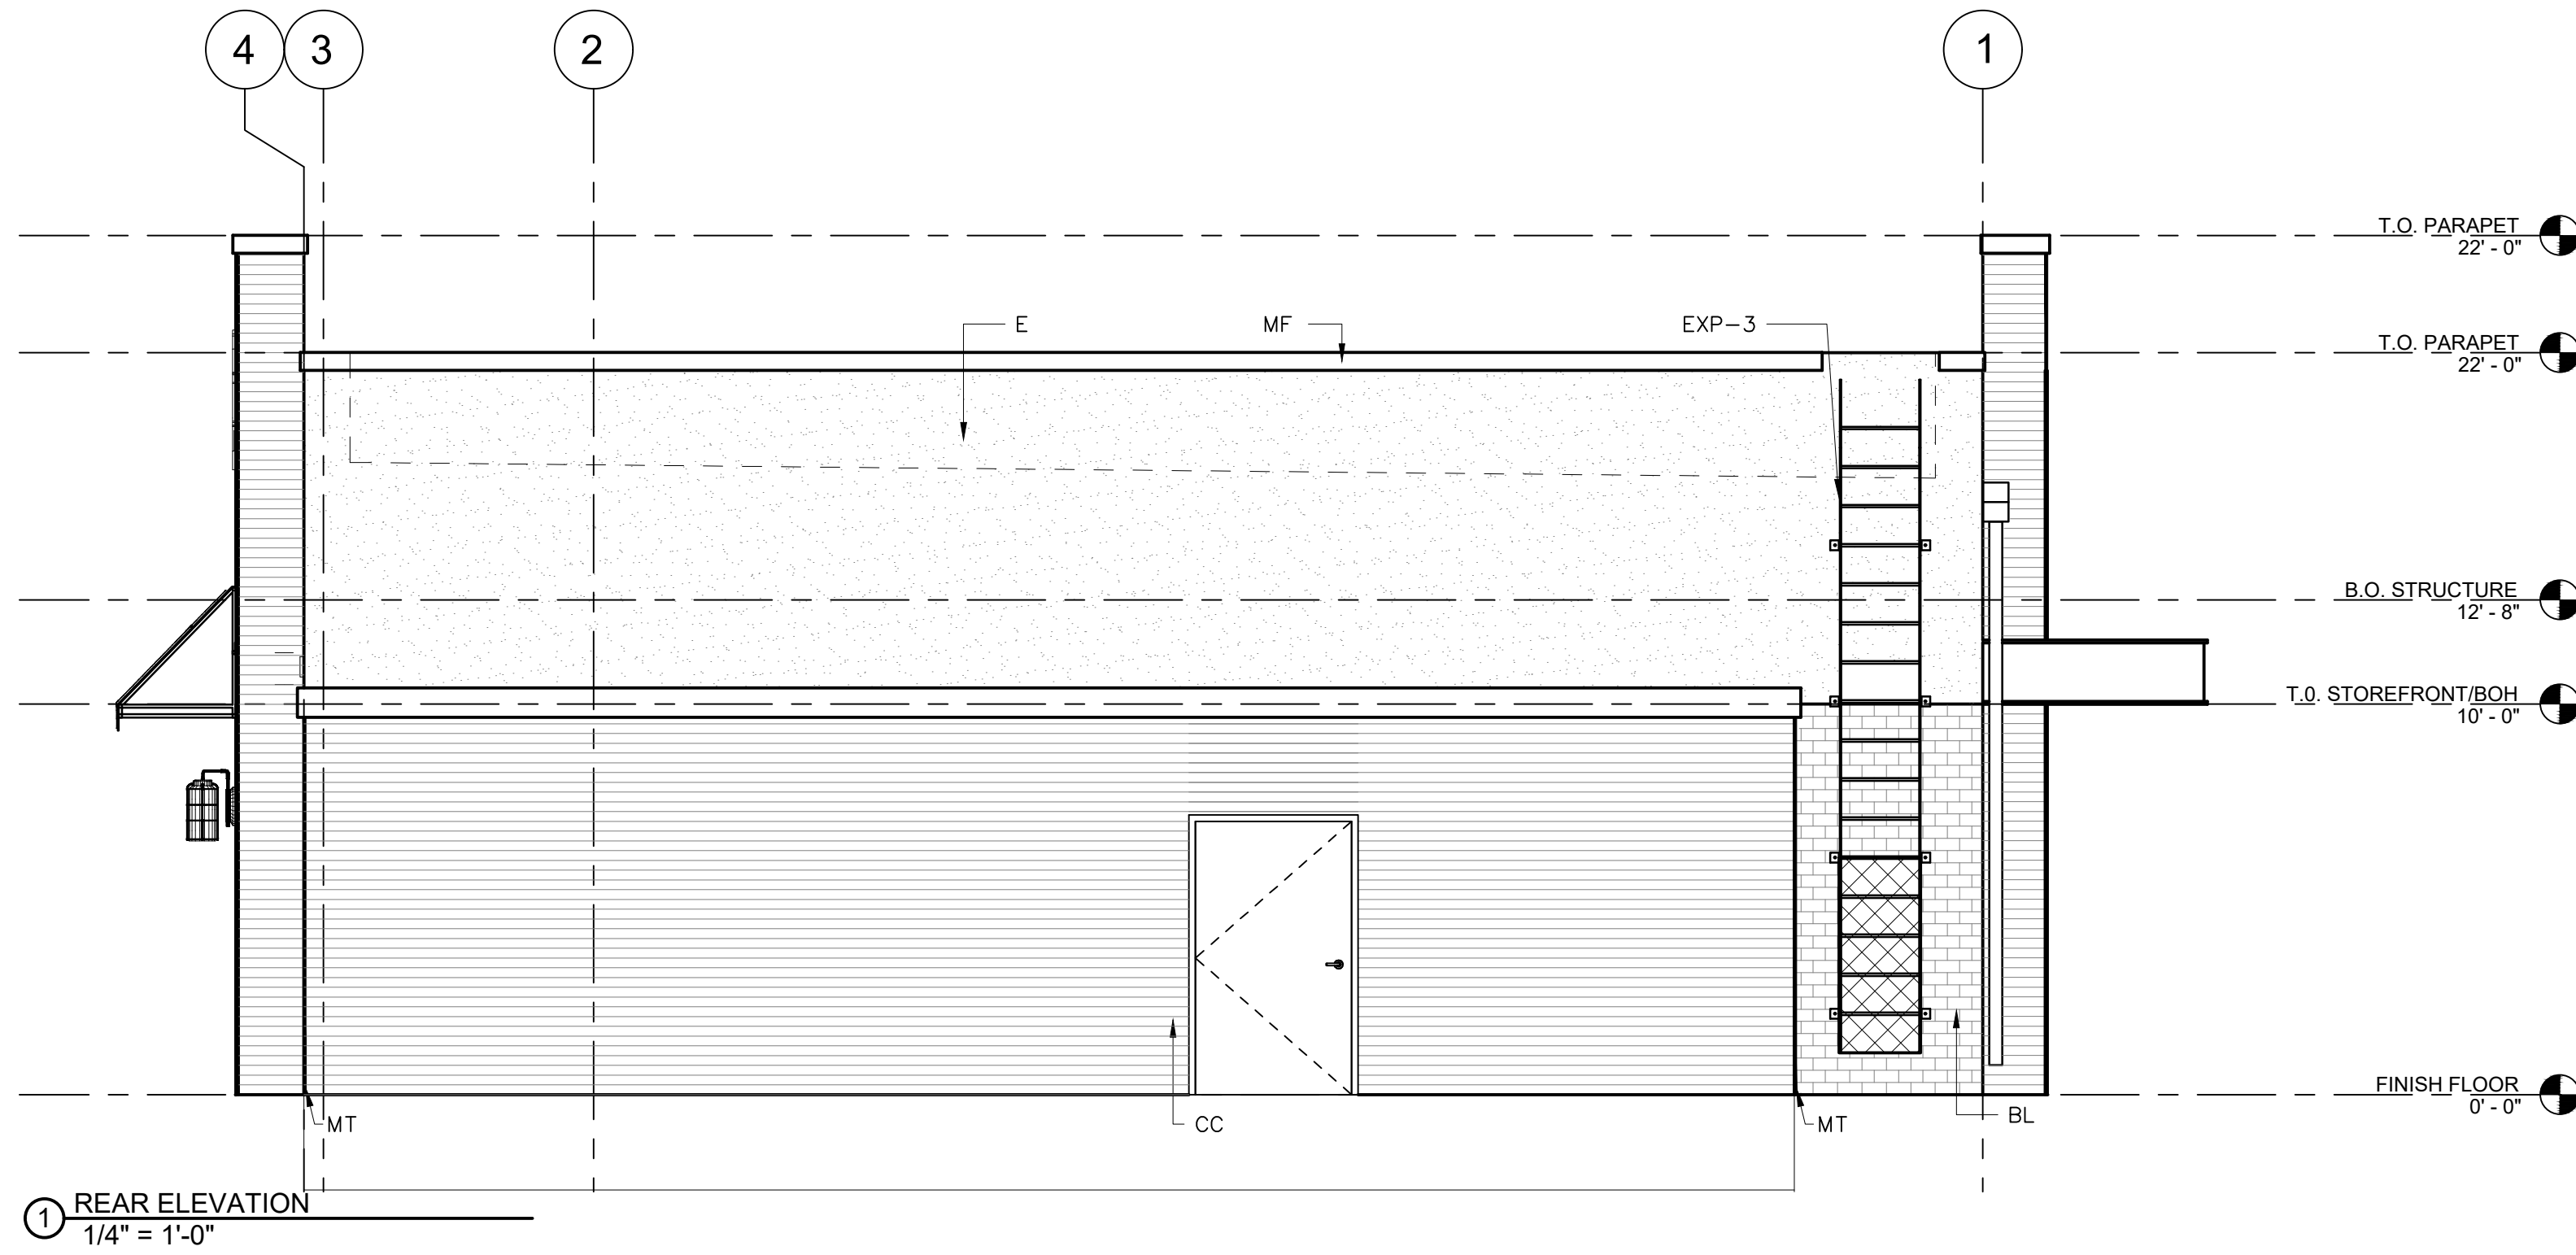 4
3
2
1
T.O. PARAPET
22' - 0"
E
MF
EXP-3
T.O. PARAPET
22' - 0"
B.O. STRUCTURE
12' - 8"
T.0. STOREFRONT/BOH
10' - 0"
FINISH FLOOR
0' - 0"
MT
CC
MT
BL
1
REAR ELEVATION
1/4" = 1'-0"